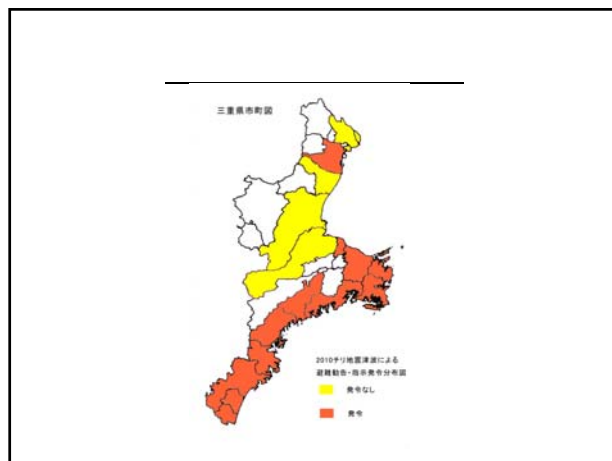 三重県市町図
2010チリ地震津波による
避難勧告・指示発令分布図
発令なし
発令